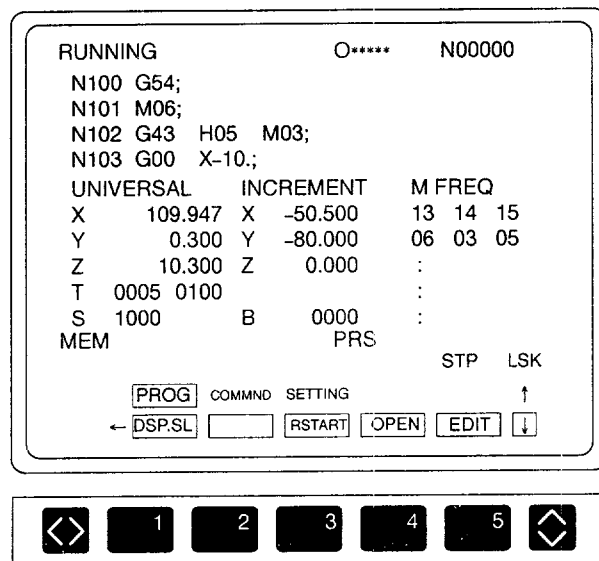 RUNNING O***** N00000
N100 G54;
N101 M06;
N102 G43 H05 M03;
N103 G00 X–10.;
UNIVERSAL INCREMENT M FREQ
X 109.947 X –50.500 13 14 15
Y 0.300 Y –80.000 06 03 05
Z 10.300 Z 0.000 :
T 0005 0100 :
S 1000 B 0000 :
MEM PRS
STP LSK
PROG COMMND SETTING ↑
← DSP.SL RSTART OPEN EDIT ↓
<> 1 2 3 4 5